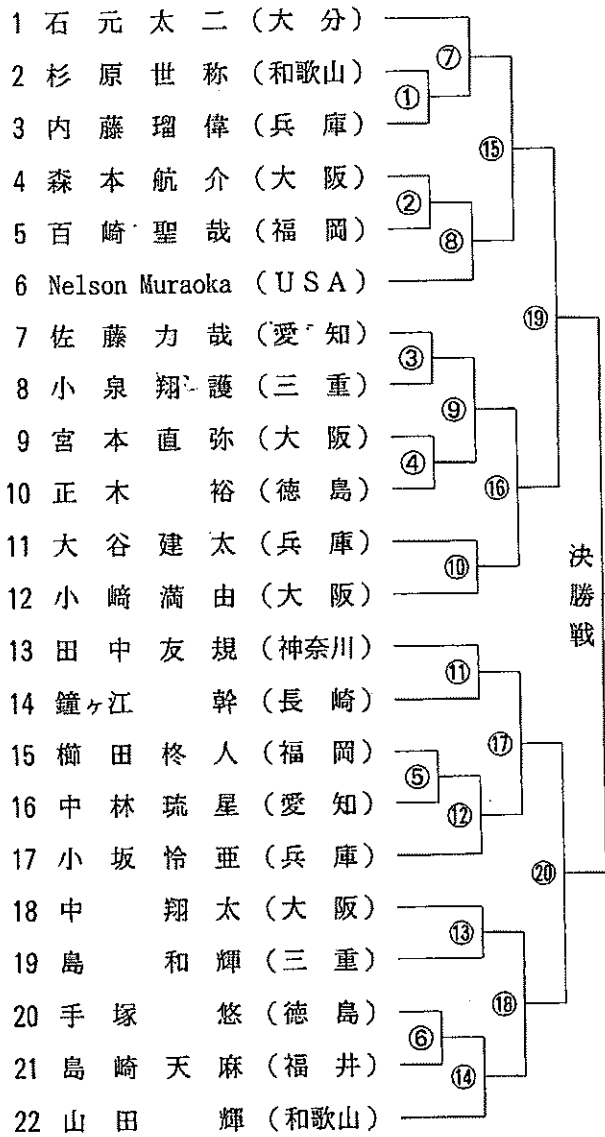 1 石元太二 (大分)
2 杉原世称 (和歌山)
3 内藤瑠偉 (兵庫)
4 森本航介 (大阪)
5 百崎聖哉 (福岡)
6 Nelson Muraoka (USA)
7 佐藤力哉 (愛知)
8 小泉翔護 (三重)
9 宮本直弥 (大阪)
10 正木裕 (徳島)
11 大谷建太 (兵庫)
12 小﨑満由 (大阪)
13 田中友規 (神奈川)
14 鐘ヶ江幹 (長崎)
15 櫛田柊人 (福岡)
16 中林琉星 (愛知)
17 小坂怜亜 (兵庫)
18 中翔太 (大阪)
19 島和輝 (三重)
20 手塚悠 (徳島)
21 島崎天麻 (福井)
22 山田輝 (和歌山)
①
②
③
④
⑤
⑥
⑦
⑧
⑨
⑩
⑪
⑫
⑬
⑭
⑮
⑯
⑰
⑱
⑲
⑳
決勝戦